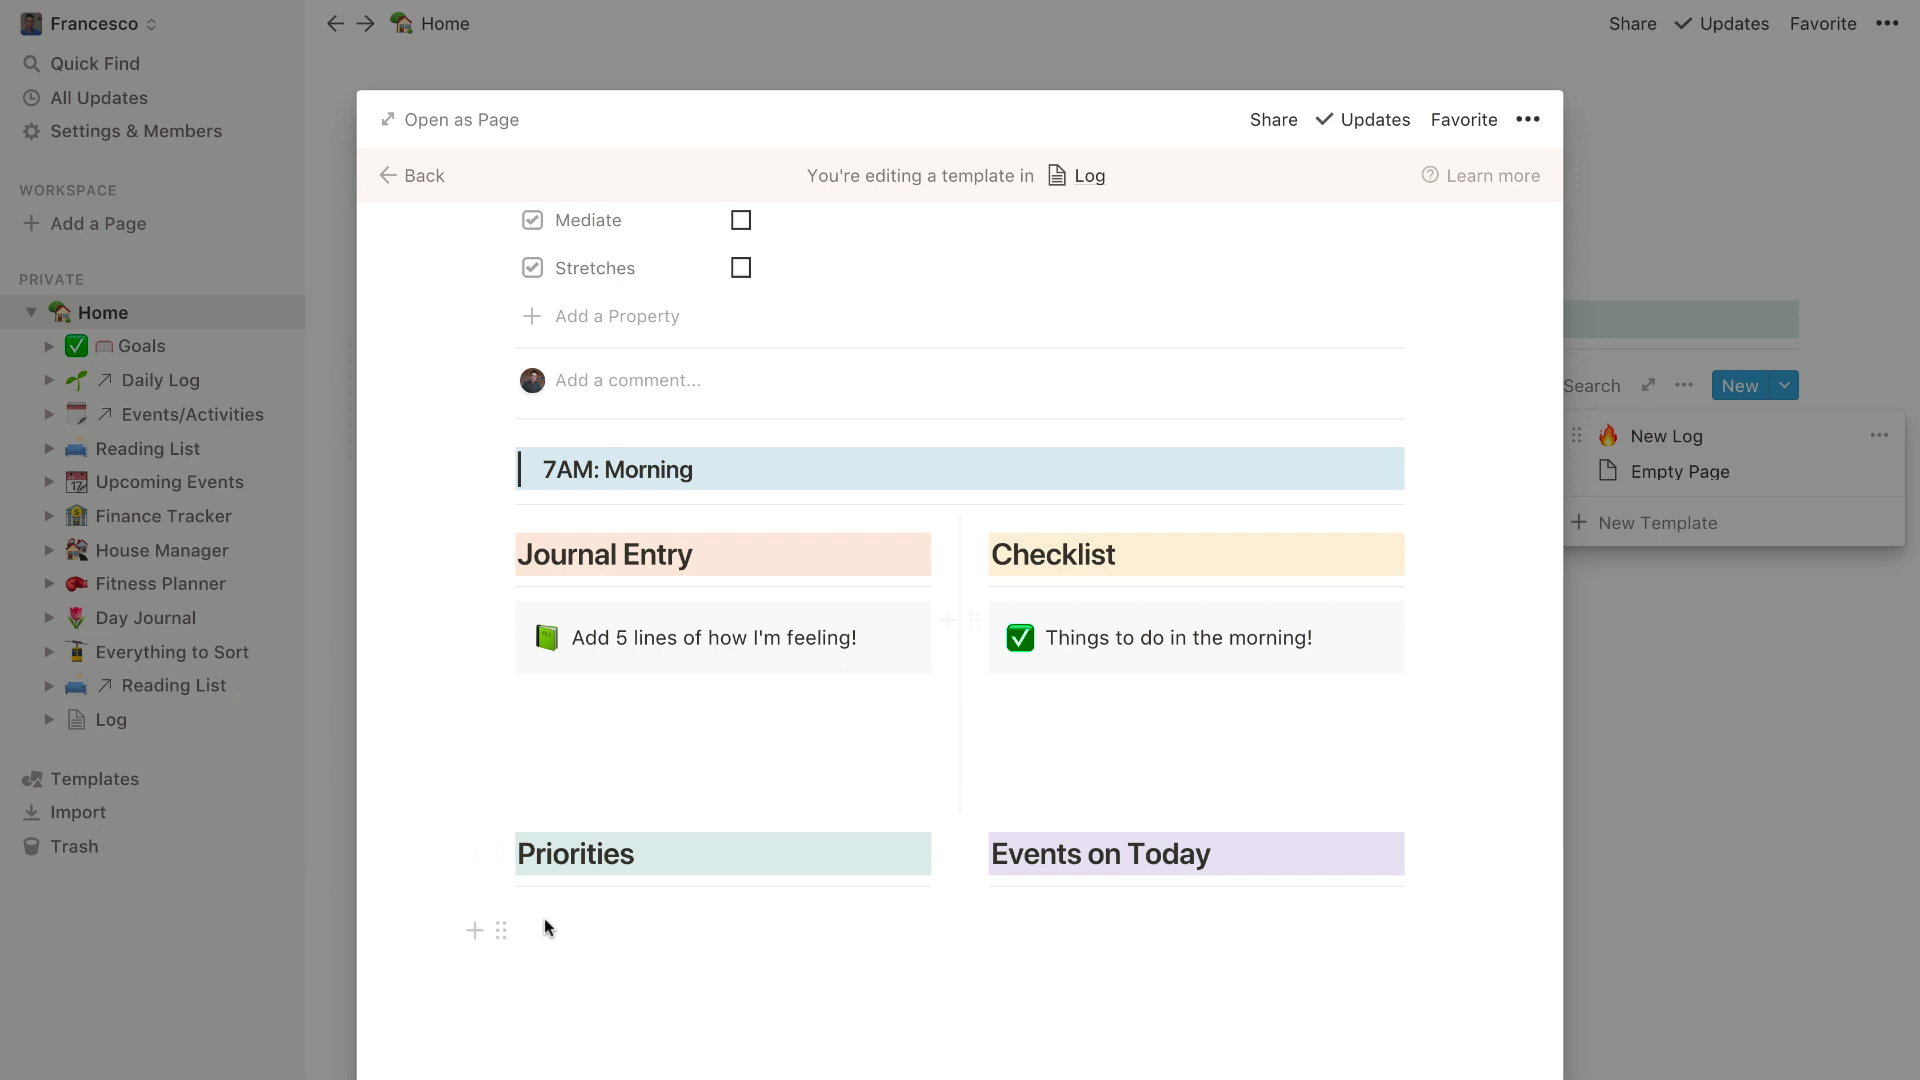 Francesco
Quick Find
All Updates
Settings & Members
WORKSPACE
Add a Page
PRIVATE
Home
Goals
Daily Log
Events/Activities
Reading List
Upcoming Events
Finance Tracker
House Manager
Fitness Planner
Day Journal
Everything to Sort
Reading List
Log
Templates
Import
Trash
Home
Share
Updates
Favorite
Open as Page
Share
Updates
Favorite
Back
You're editing a template in
Log
Learn more
Mediate
Stretches
Add a Property
Add a comment...
7AM: Morning
Journal Entry
Checklist
Add 5 lines of how I'm feeling!
Things to do in the morning!
Priorities
Events on Today
Search
New
New Log
Empty Page
New Template